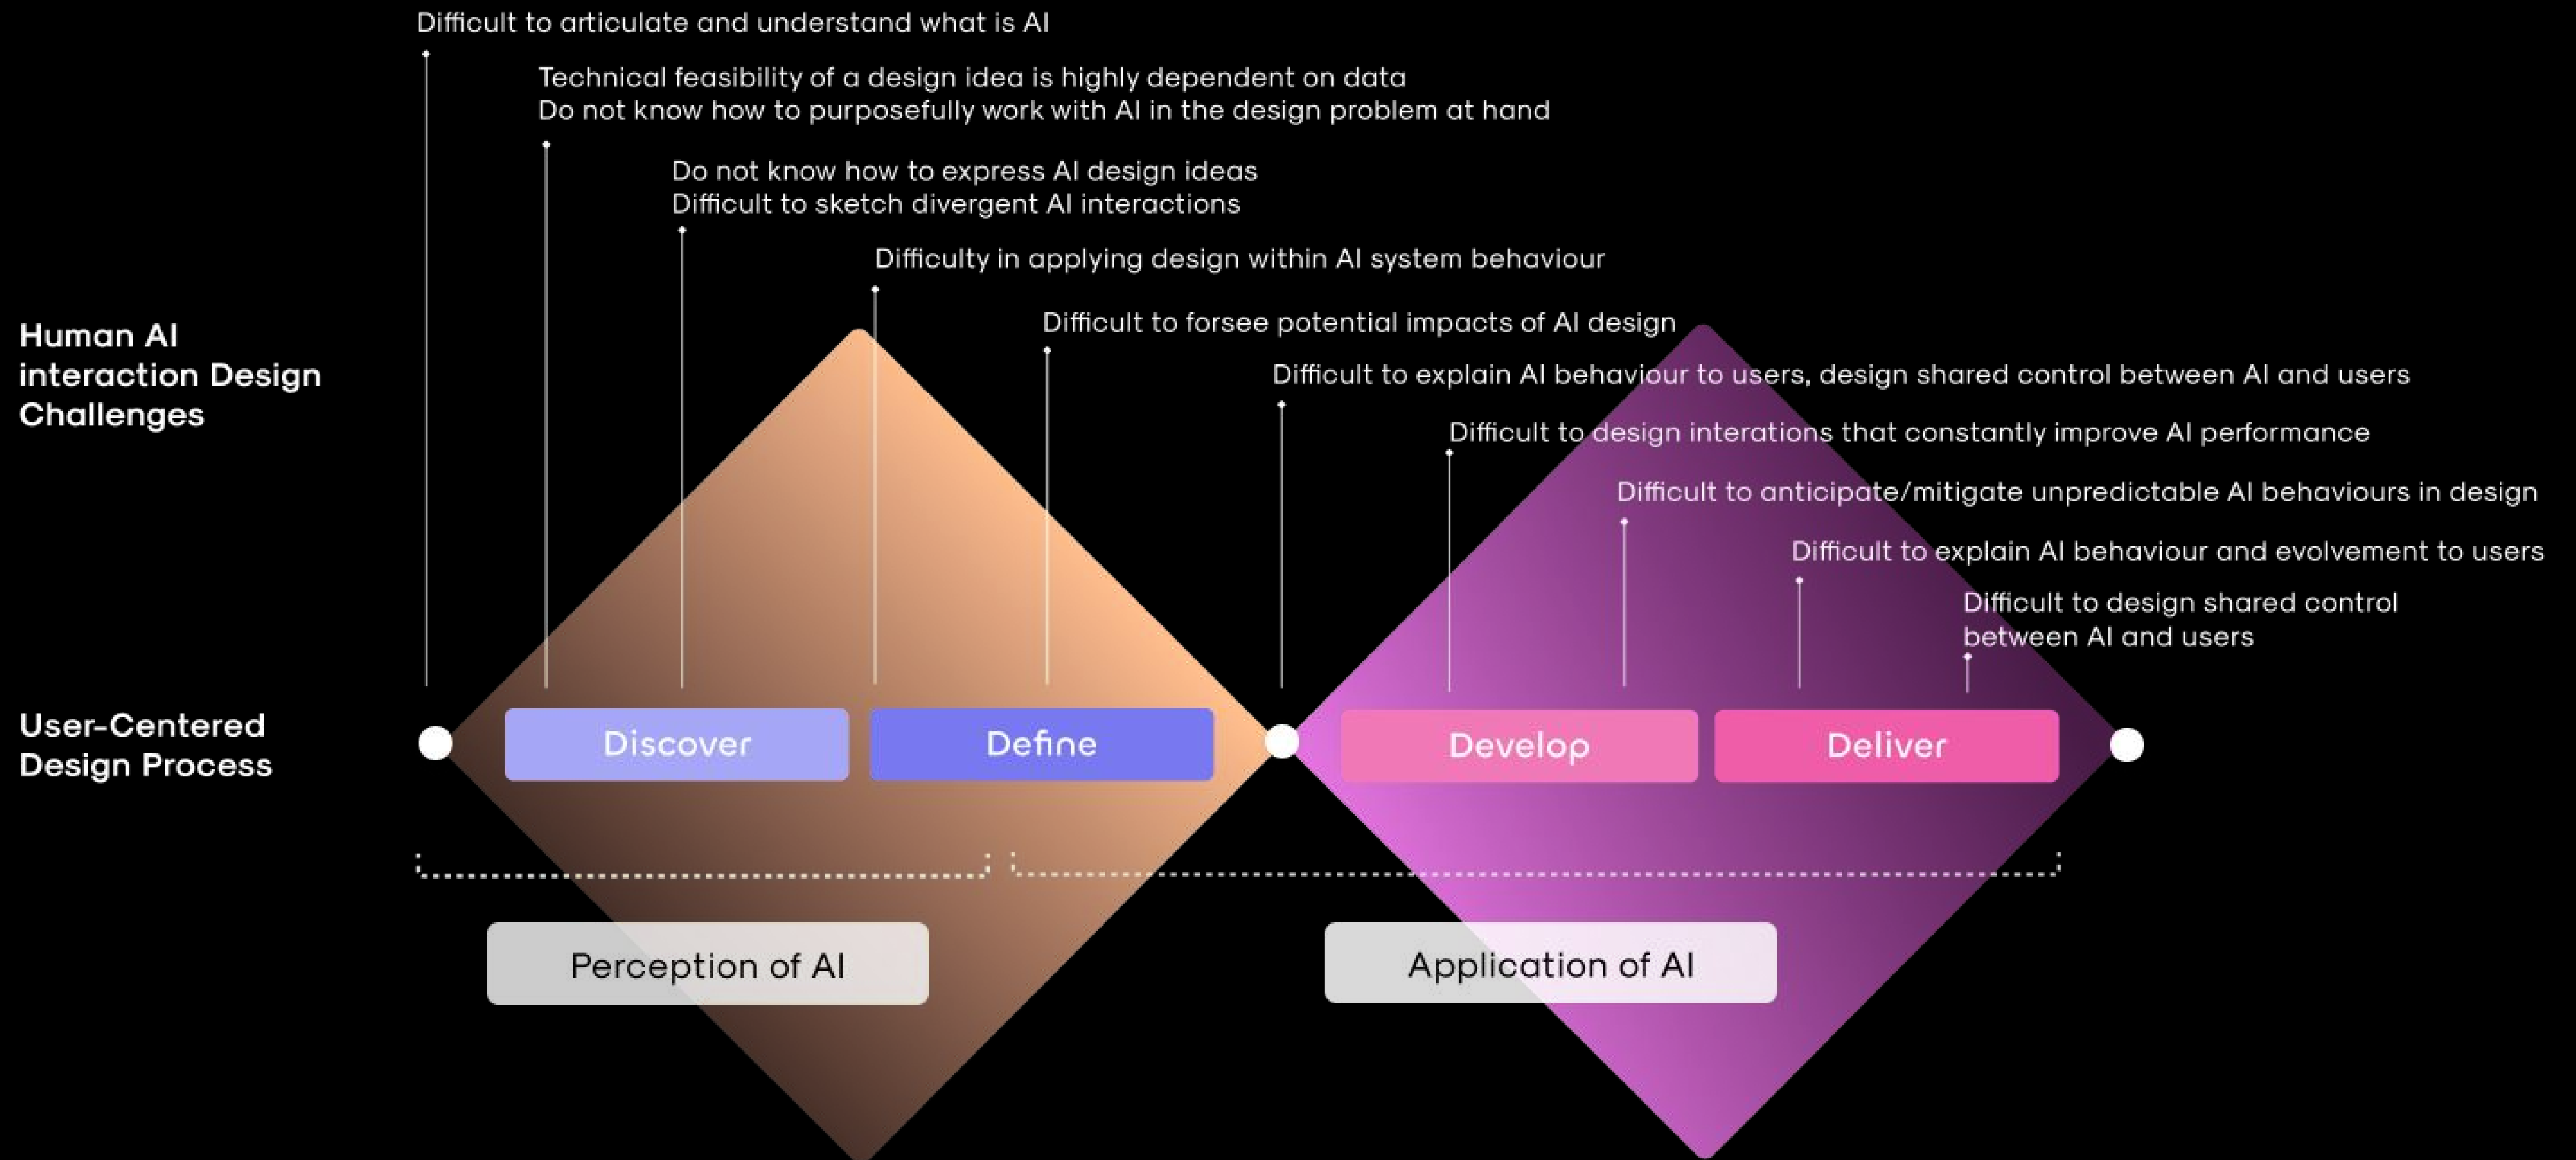 Difficult to articulate and understand what is AI
Technical feasibility of a design idea is highly dependent on data
Do not know how to purposefully work with AI in the design problem at hand
Do not know how to express AI design ideas
Difficult to sketch divergent AI interactions
Difficulty in applying design within AI system behaviour
Difficult to forsee potential impacts of AI design
Difficult to explain AI behaviour to users, design shared control between AI and users
Difficult to design interations that constantly improve AI performance
Difficult to anticipate/mitigate unpredictable AI behaviours in design
Difficult to explain AI behaviour and evolvement to users
Difficult to design shared control
between AI and users
Human AI
interaction Design
Challenges
User-Centered
Design Process
Discover
Define
Develop
Deliver
Perception of AI
Application of AI